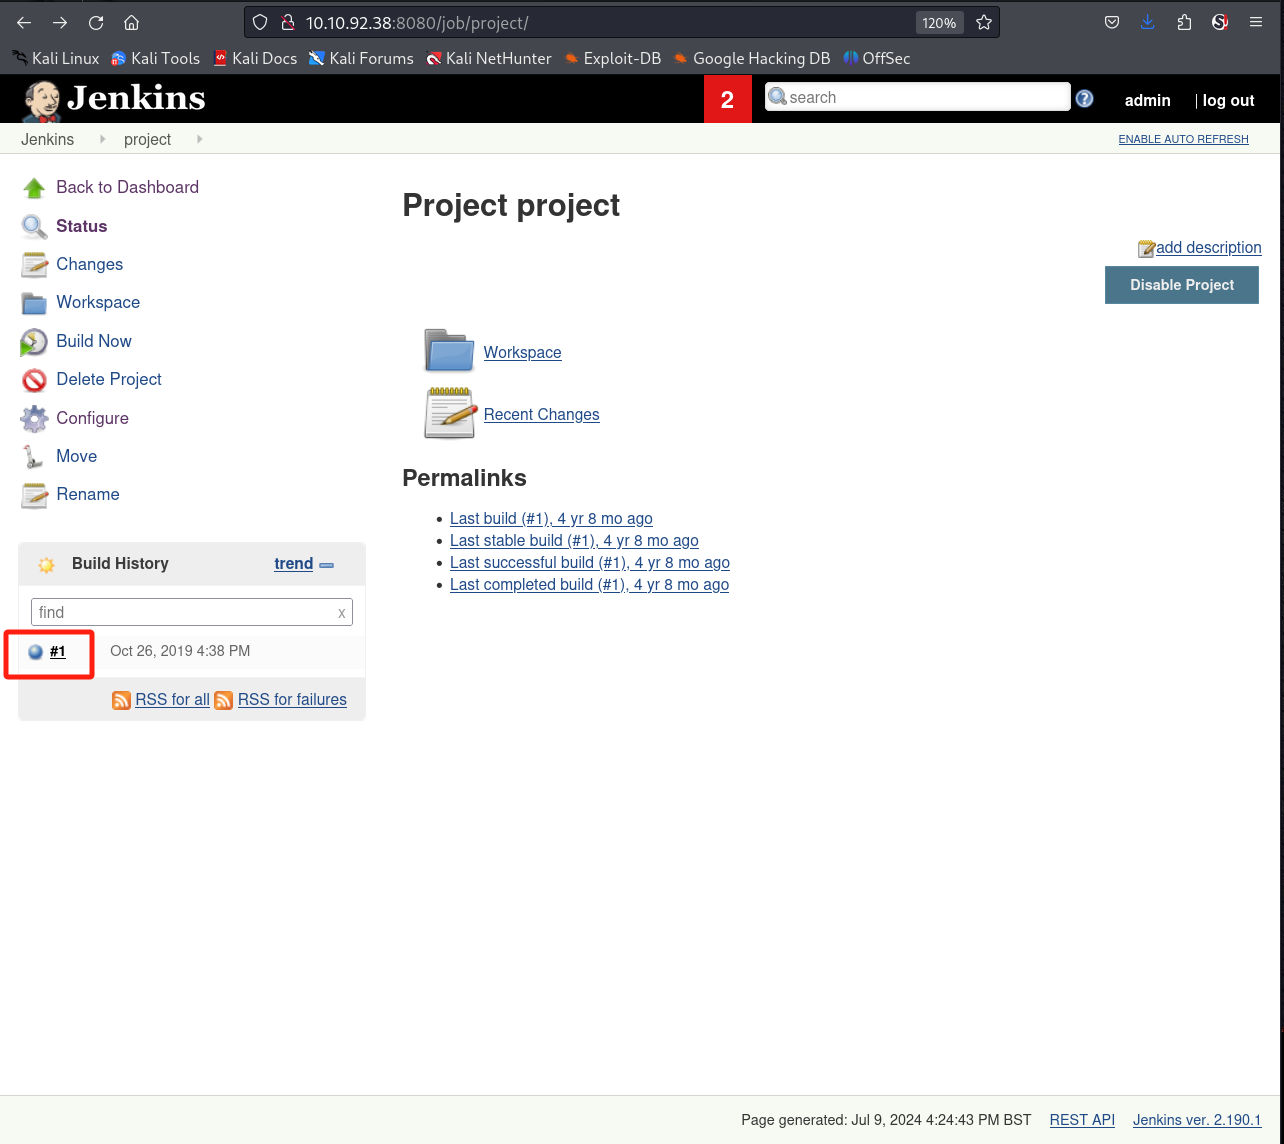 10.10.92.38:8080/job/project/ 120%
Kali Linux Kali Tools Kali Docs Kali Forums Kali NetHunter Exploit-DB Google Hacking DB OffSec
Jenkins 2 search admin | log out
Jenkins project ENABLE AUTO REFRESH
Back to Dashboard
Status
Changes
Workspace
Build Now
Delete Project
Configure
Move
Rename
Build History trend
find x
#1 Oct 26, 2019 4:38 PM
RSS for all RSS for failures
Project project
add description
Disable Project
Workspace
Recent Changes
Permalinks
Last build (#1), 4 yr 8 mo ago
Last stable build (#1), 4 yr 8 mo ago
Last successful build (#1), 4 yr 8 mo ago
Last completed build (#1), 4 yr 8 mo ago
Page generated: Jul 9, 2024 4:24:43 PM BST REST API Jenkins ver. 2.190.1